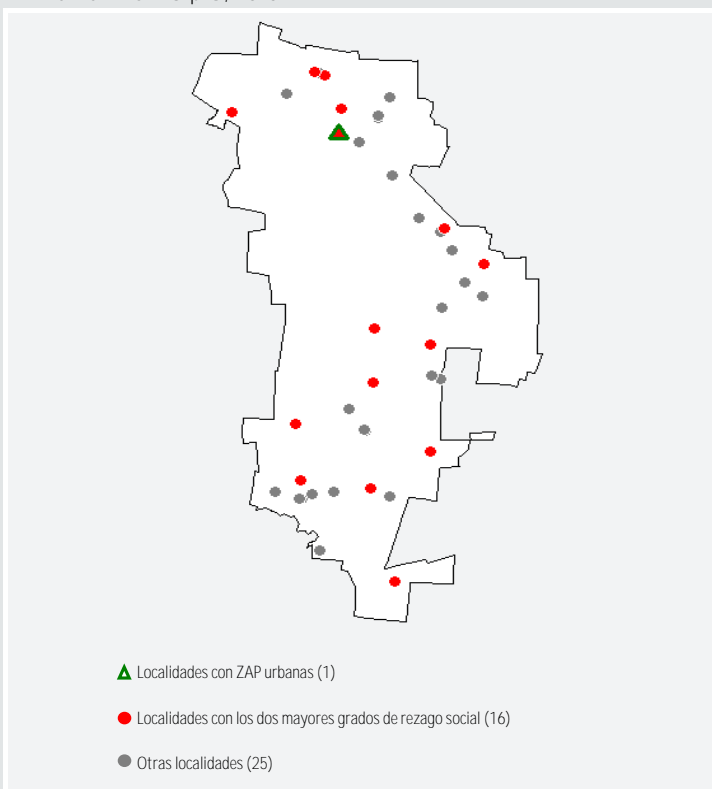 Localidades con ZAP urbanas (1)
Localidades con los dos mayores grados de rezago social (16)
Otras localidades (25)